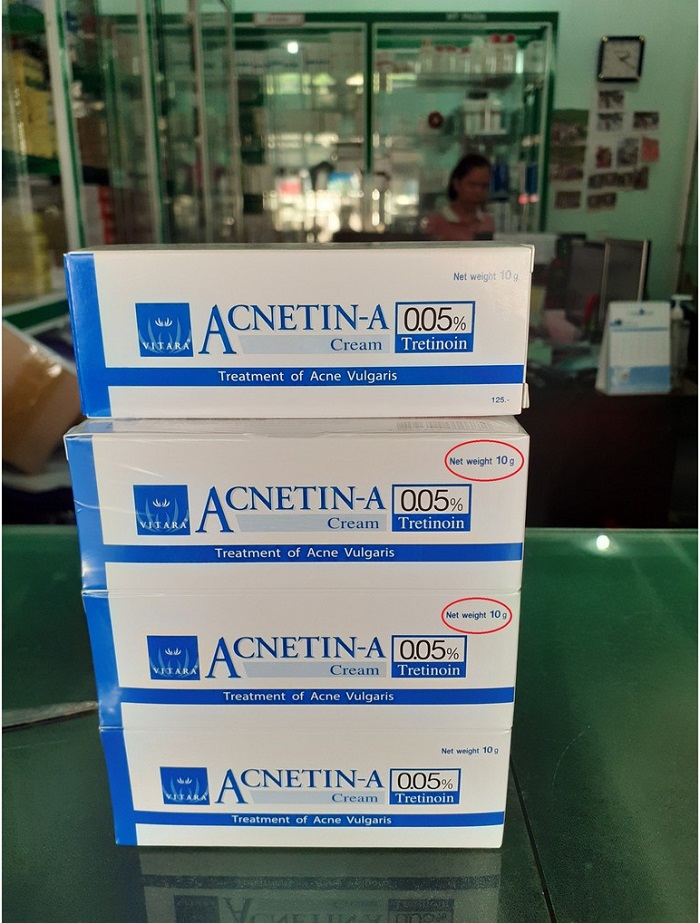 Net weight 10 g
VITARA®
ACNETIN-A
0.05%
Cream
Tretinoin
Treatment of Acne Vulgaris
125.-
Net weight 10 g
VITARA®
ACNETIN-A
0.05%
Cream
Tretinoin
Treatment of Acne Vulgaris
Net weight 10 g
VITARA®
ACNETIN-A
0.05%
Cream
Tretinoin
Treatment of Acne Vulgaris
Net weight 10 g
VITARA®
ACNETIN-A
0.05%
Cream
Tretinoin
Treatment of Acne Vulgaris